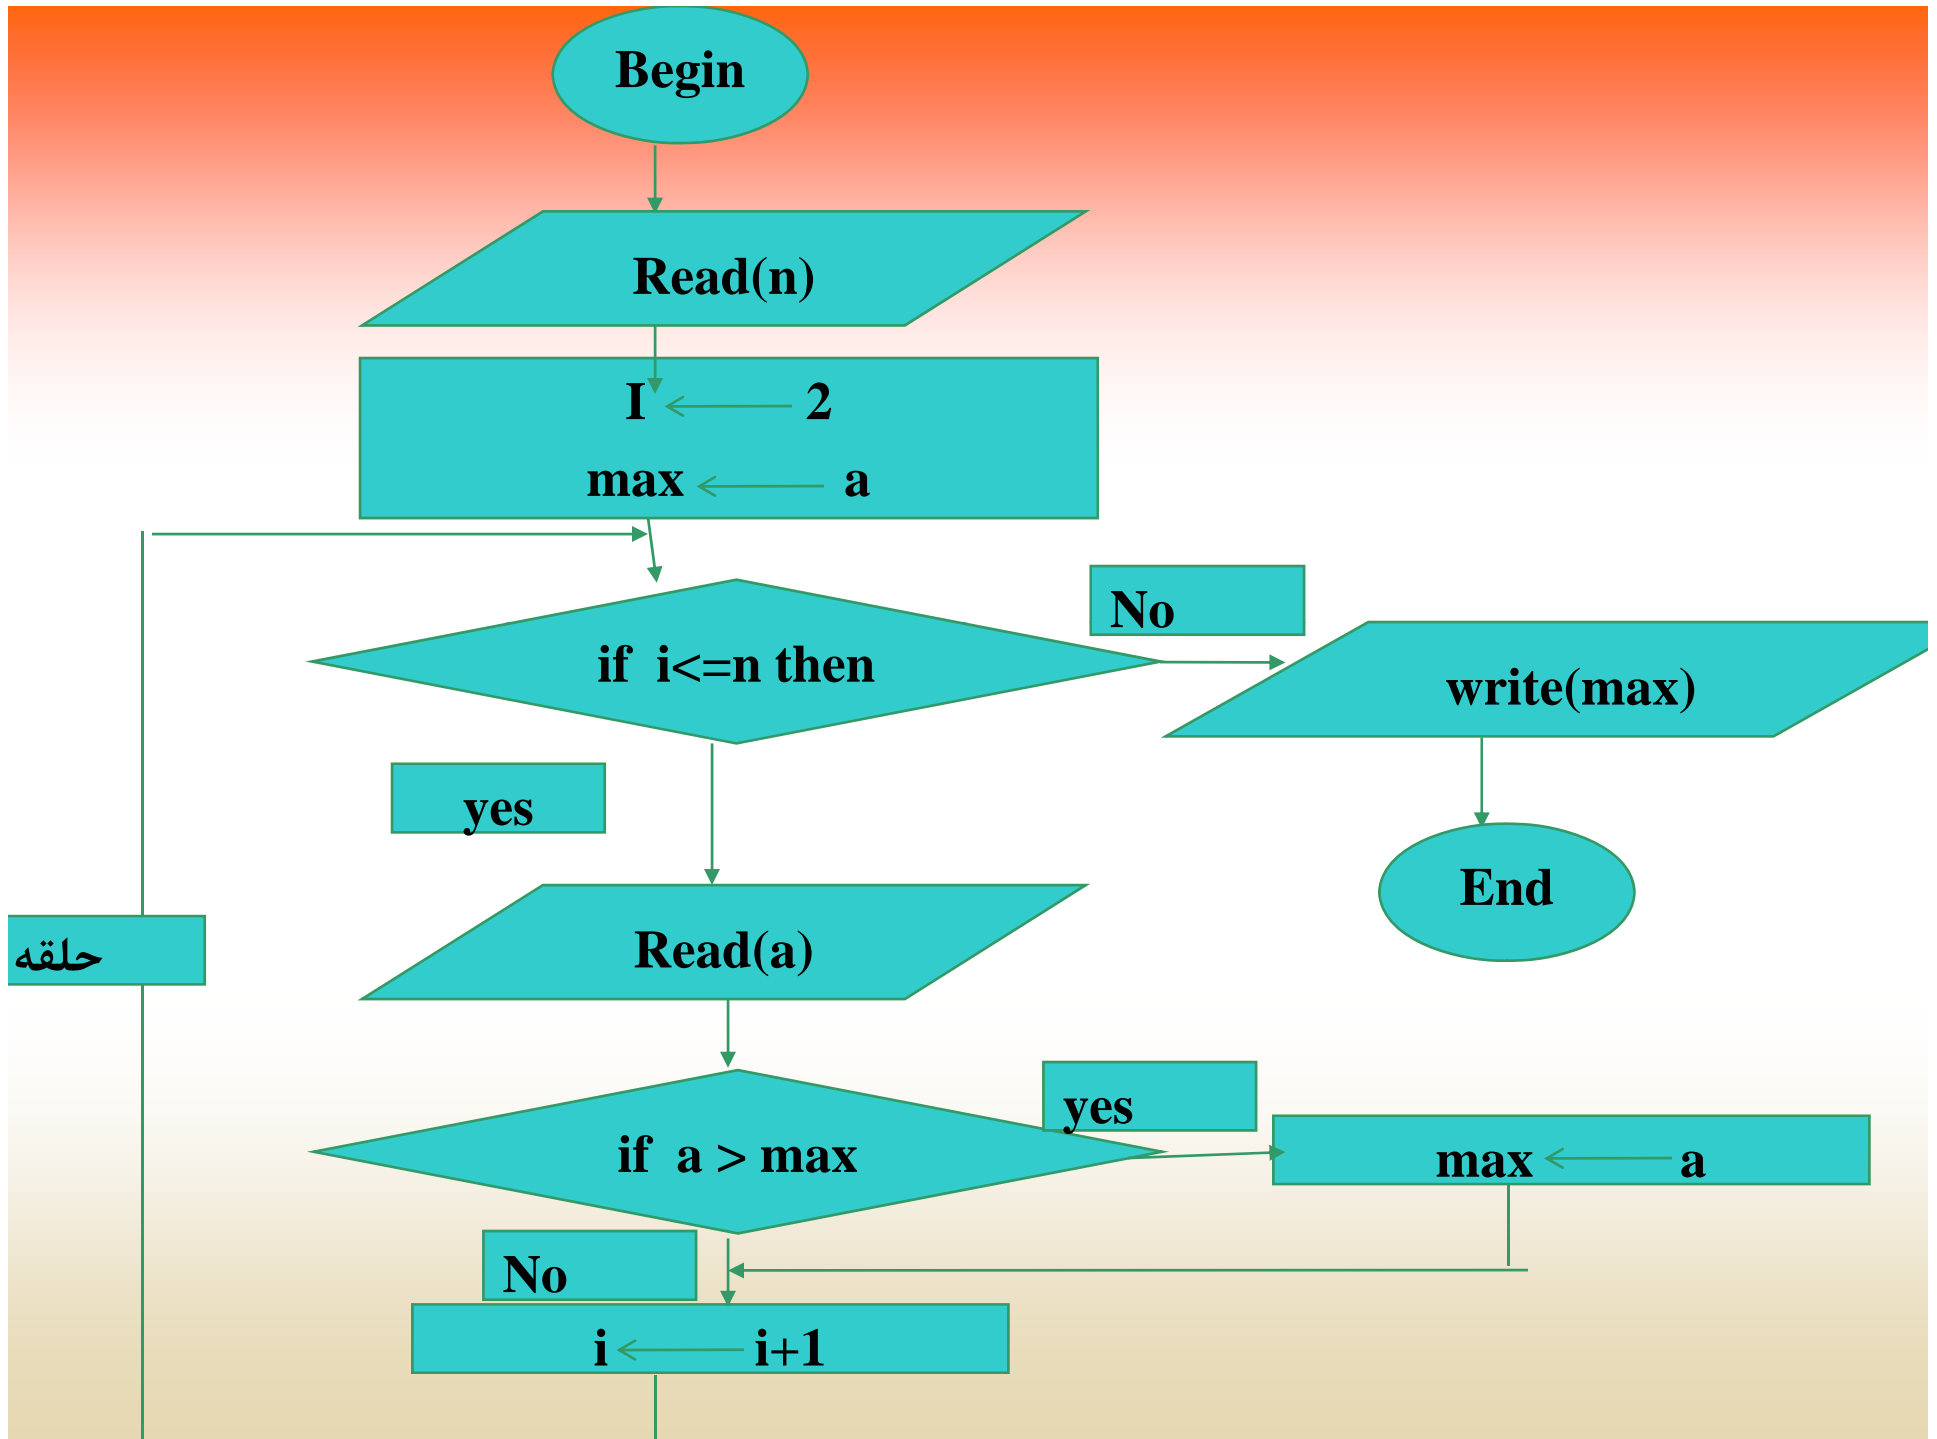 Begin
Read(n)
I 2
max a
if i<=n then
No
write(max)
yes
End
Read(a)
حلقه
yes
if a > max
max a
No
i i+1